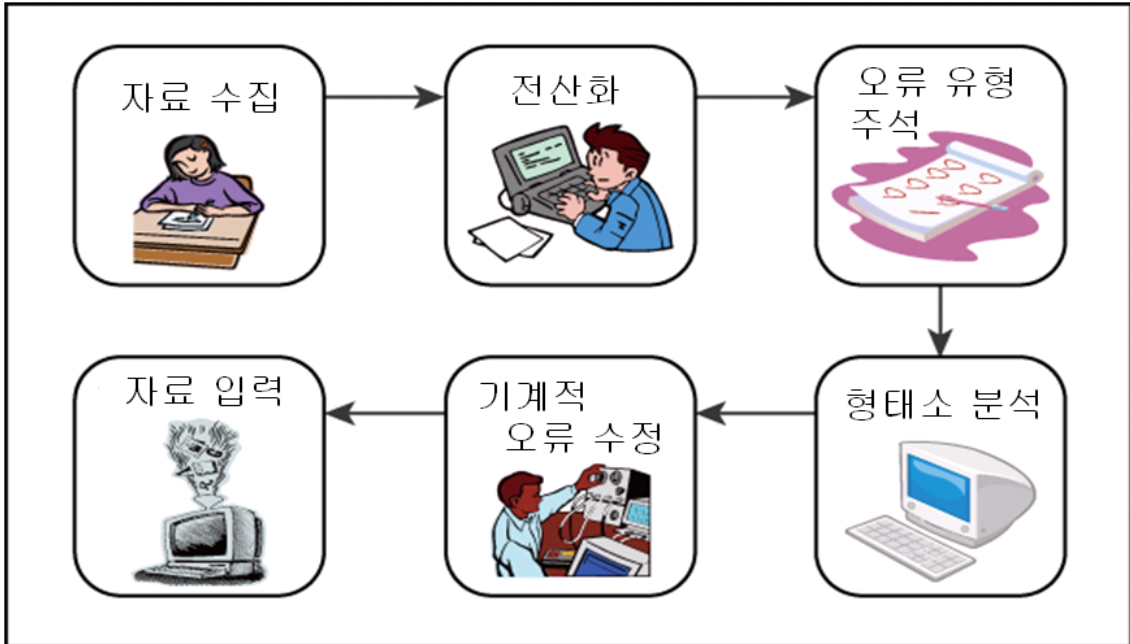 자료 수집
전산화
오류 유형
주석
형태소 분석
기계적
오류 수정
자료 입력